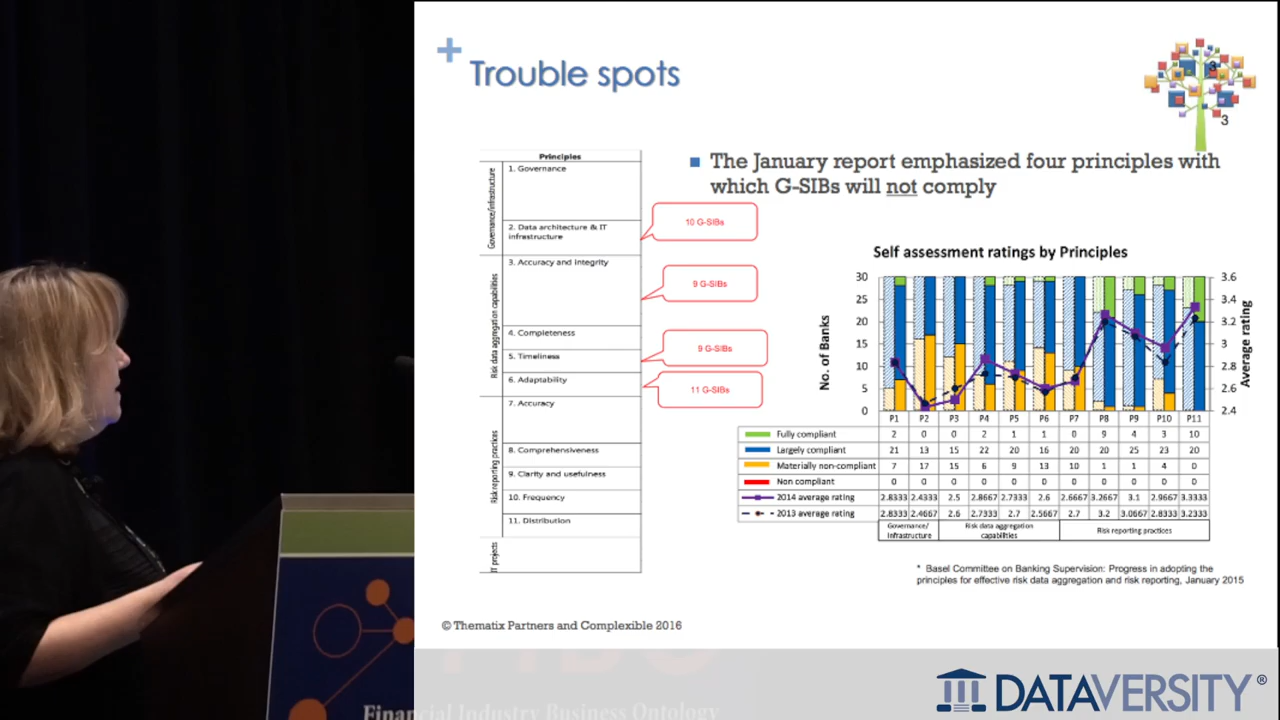 + Trouble spots
3
3
The January report emphasized four principles with
which G-SIBs will not comply
Principles
Governance/infrastructure
1. Governance
2. Data architecture & IT
infrastructure
Risk data aggregation capabilities
3. Accuracy and Integrity
4. Completeness
5. Timeliness
6. Adaptability
Risk reporting practices
7. Accuracy
8. Comprehensiveness
9. Clarity and usefulness
10. Frequency
11. Distribution
IT projects
10 G-SIBs
9 G-SIBs
9 G-SIBs
11 G-SIBs
Self assessment ratings by Principles
No. of Banks
30
25
20
15
10
5
0
3.6
3.4
3.2
3
2.8
2.6
2.4
Average rating
P1 P2 P3 P4 P5 P6 P7 P8 P9 P10 P11
Fully compliant 2 0 0 2 1 1 0 9 4 3 10
Largely compliant 21 13 15 22 20 16 20 20 25 23 20
Materially non-compliant 7 17 15 6 9 13 10 1 1 4 0
Non compliant 0 0 0 0 0 0 0 0 0 0 0
2014 average rating 2.8333 2.4333 2.5 2.8667 2.7333 2.6 2.6667 3.2667 3.1 2.9667 3.3333
2013 average rating 2.8333 2.4667 2.6 2.7333 2.7 2.5667 2.7 3.2 3.0667 2.8333 3.2333
Governance/
Infrastructure
Risk data aggregation
capabilities
Risk reporting practices
* Basel Committee on Banking Supervision: Progress in adopting the
principles for effective risk data aggregation and risk reporting, January 2015
© Thematix Partners and Complexible 2016
Financial Industry Business Ontology
DATAVERSITY®